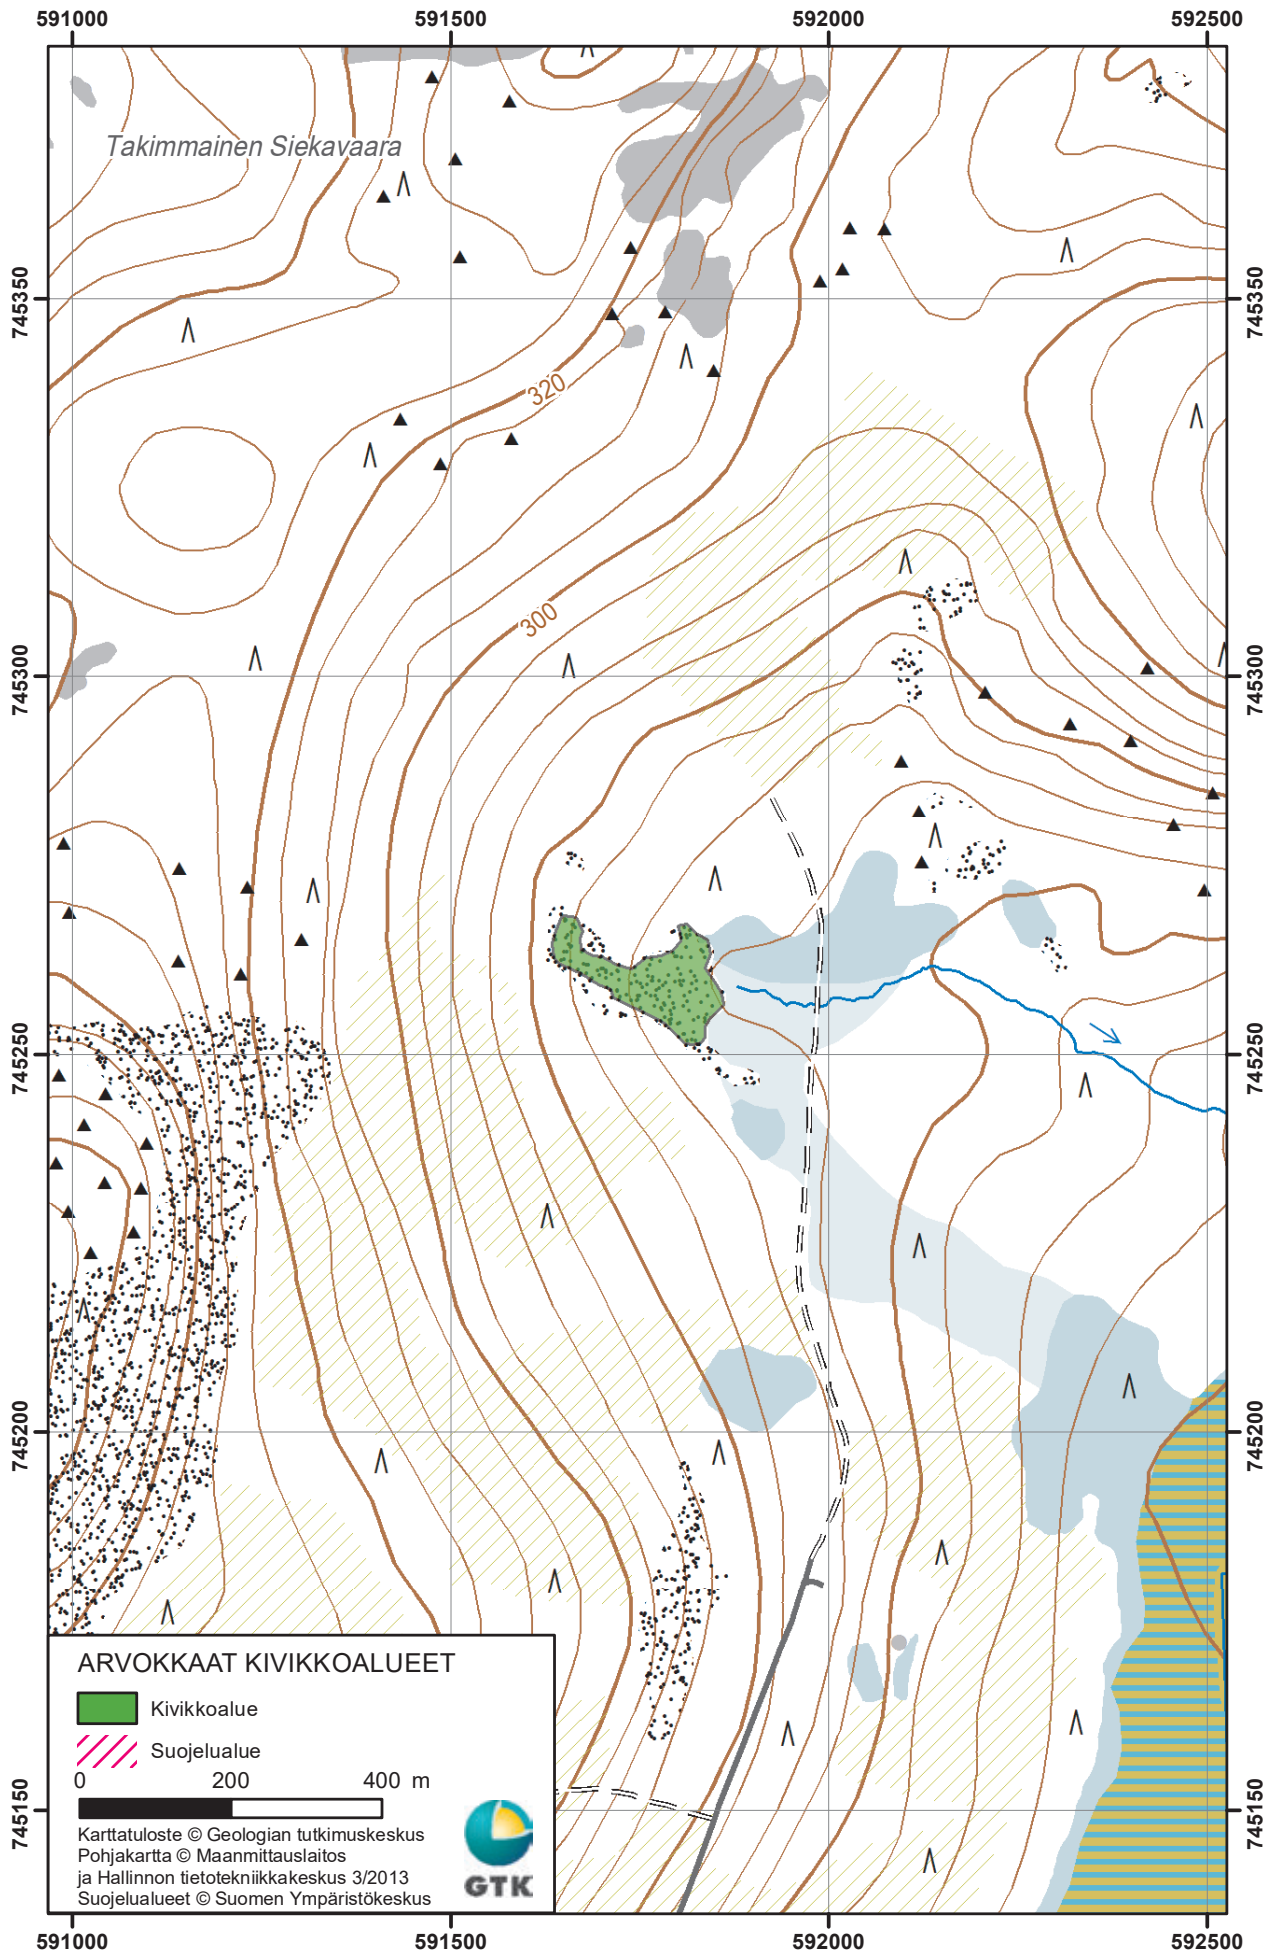 591000 591500 592000 592500
Takimmainen Siekavaara
745350 745350
320
300
745300 745300
745250 745250
745200 745200
ARVOKKAAT KIVIKKOALUEET
Kivikkoalue
Suojelualue
0 200 400 m
745150 745150
Karttatuloste © Geologian tutkimuskeskus
Pohjakartta © Maanmittauslaitos
ja Hallinnon tietotekniikkakeskus 3/2013
Suojelualueet © Suomen Ympäristökeskus
GTK
591000 591500 592000 592500